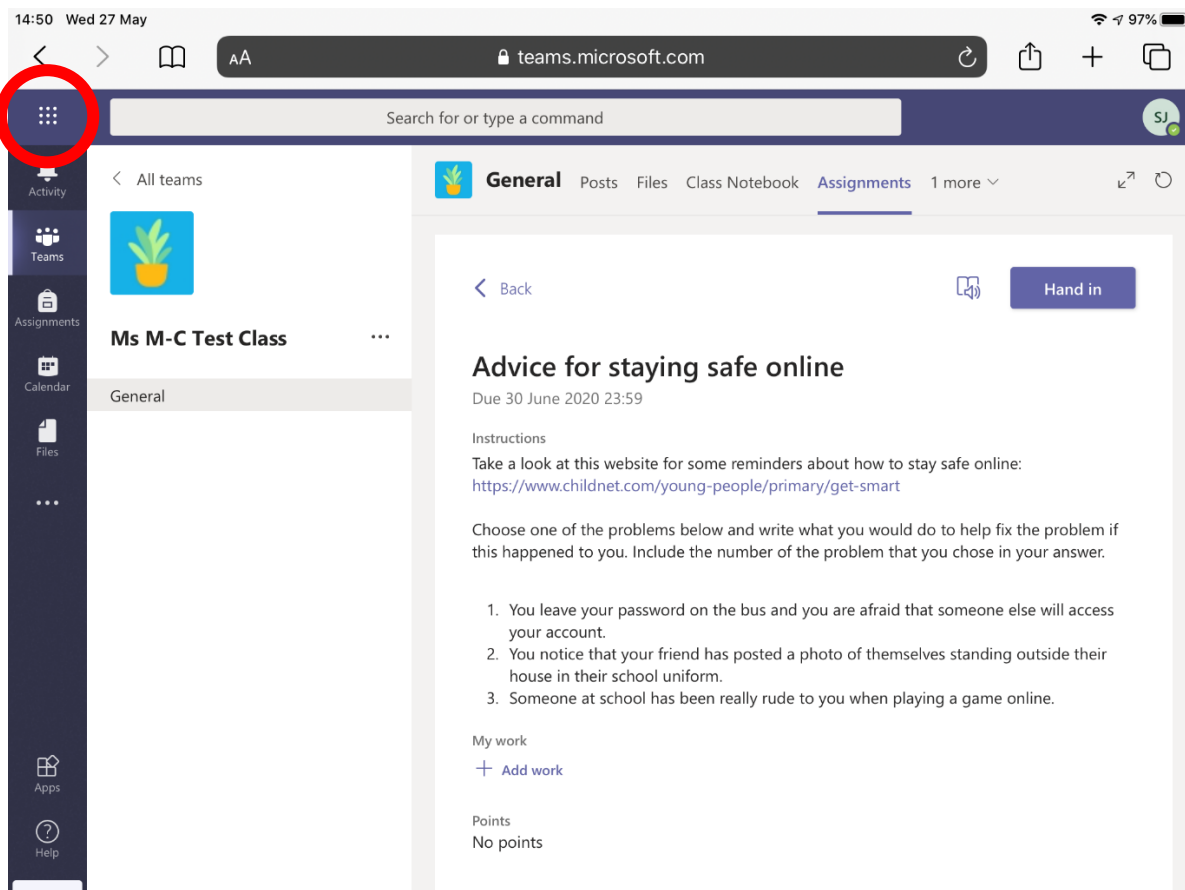 14:50 Wed 27 May
97%
AA
teams.microsoft.com
Search for or type a command
SJ
Activity
Teams
Assignments
Calendar
Files
Apps
Help
All teams
Ms M-C Test Class
General
General Posts Files Class Notebook Assignments 1 more
Back
Hand in
Advice for staying safe online
Due 30 June 2020 23:59
Instructions
Take a look at this website for some reminders about how to stay safe online:
https://www.childnet.com/young-people/primary/get-smart
Choose one of the problems below and write what you would do to help fix the problem if
this happened to you. Include the number of the problem that you chose in your answer.
1. You leave your password on the bus and you are afraid that someone else will access
your account.
2. You notice that your friend has posted a photo of themselves standing outside their
house in their school uniform.
3. Someone at school has been really rude to you when playing a game online.
My work
+ Add work
Points
No points